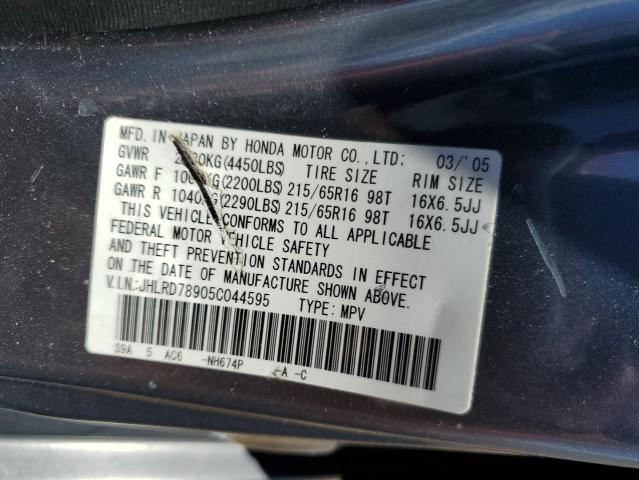 MFD. IN JAPAN BY HONDA MOTOR CO., LTD: 03/'05
GVWR KG(4450LBS) TIRE SIZE RIM SIZE
GAWR F (2200LBS) 215/65R16 98T 16X6.5JJ
GAWR R (2290LBS) 215/65R16 98T 16X6.5JJ
THIS VEHICLE CONFORMS TO ALL APPLICABLE
FEDERAL MOTOR VEHICLE SAFETY
AND THEFT PREVENTION STANDARDS IN EFFECT
ON THE DATE OF MANUFACTURE SHOWN ABOVE.
V.I.N:JHLRD78905C044595 TYPE: MPV
S9A 5 AC6 -NH674P -A -C